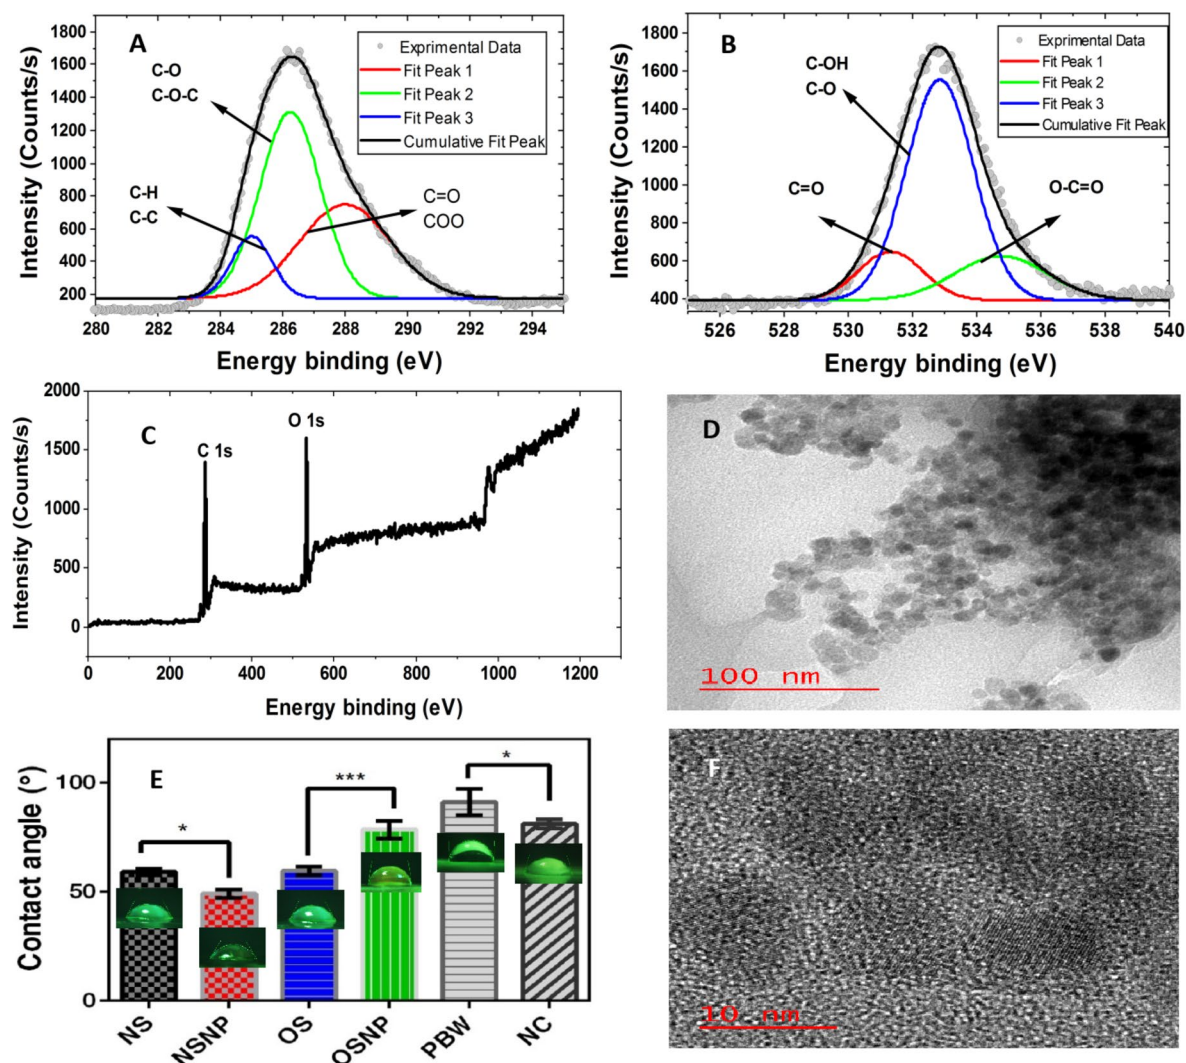 A
Intensity (Counts/s)
1800
1600
1400
1200
1000
800
600
400
200
280
282
284
286
288
290
292
294
Energy binding (eV)
Exprimental Data
Fit Peak 1
Fit Peak 2
Fit Peak 3
Cumulative Fit Peak
C-O
C-O-C
C-H
C-C
C=O
COO
B
Intensity (Counts/s)
1800
1600
1400
1200
1000
800
600
400
526
528
530
532
534
536
538
540
Energy binding (eV)
Exprimental Data
Fit Peak 1
Fit Peak 2
Fit Peak 3
Cumulative Fit Peak
C-OH
C-O
C=O
O-C=O
C
Intensity (Counts/s)
2000
1750
1500
1250
1000
750
500
250
0
0
200
400
600
800
1000
1200
Energy binding (eV)
C 1s
O 1s
D
100 nm
E
Contact angle (°)
100
50
0
*
***
*
NS
NSNP
OS
OSNP
PBW
NC
F
10 nm